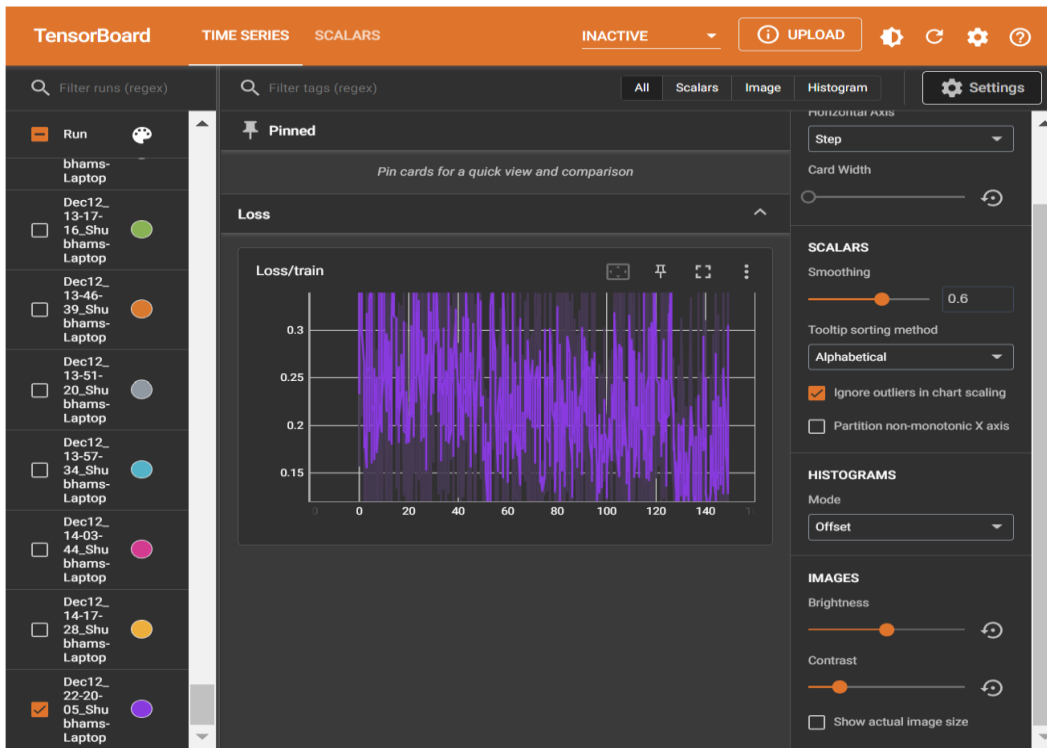 TensorBoard TIME SERIES SCALARS INACTIVE UPLOAD
Filter runs (regex)
Filter tags (regex)
All Scalars Image Histogram Settings
Run
bhams-
Laptop
Dec12_
13-17-
16_Shu
bhams-
Laptop
Dec12_
13-46-
39_Shu
bhams-
Laptop
Dec12_
13-51-
20_Shu
bhams-
Laptop
Dec12_
13-57-
34_Shu
bhams-
Laptop
Dec12_
14-03-
44_Shu
bhams-
Laptop
Dec12_
14-17-
28_Shu
bhams-
Laptop
Dec12_
22-20-
05_Shu
bhams-
Laptop
Pinned
Pin cards for a quick view and comparison
Loss
Loss/train
0.3
0.25
0.2
0.15
0 0 20 40 60 80 100 120 140
Horizontal Axis
Step
Card Width
SCALARS
Smoothing
0.6
Tooltip sorting method
Alphabetical
Ignore outliers in chart scaling
Partition non-monotonic X axis
HISTOGRAMS
Mode
Offset
IMAGES
Brightness
Contrast
Show actual image size